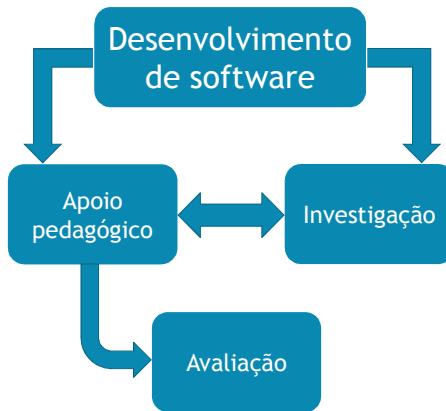 Desenvolvimento
de software
Apoio
pedagógico
Investigação
Avaliação